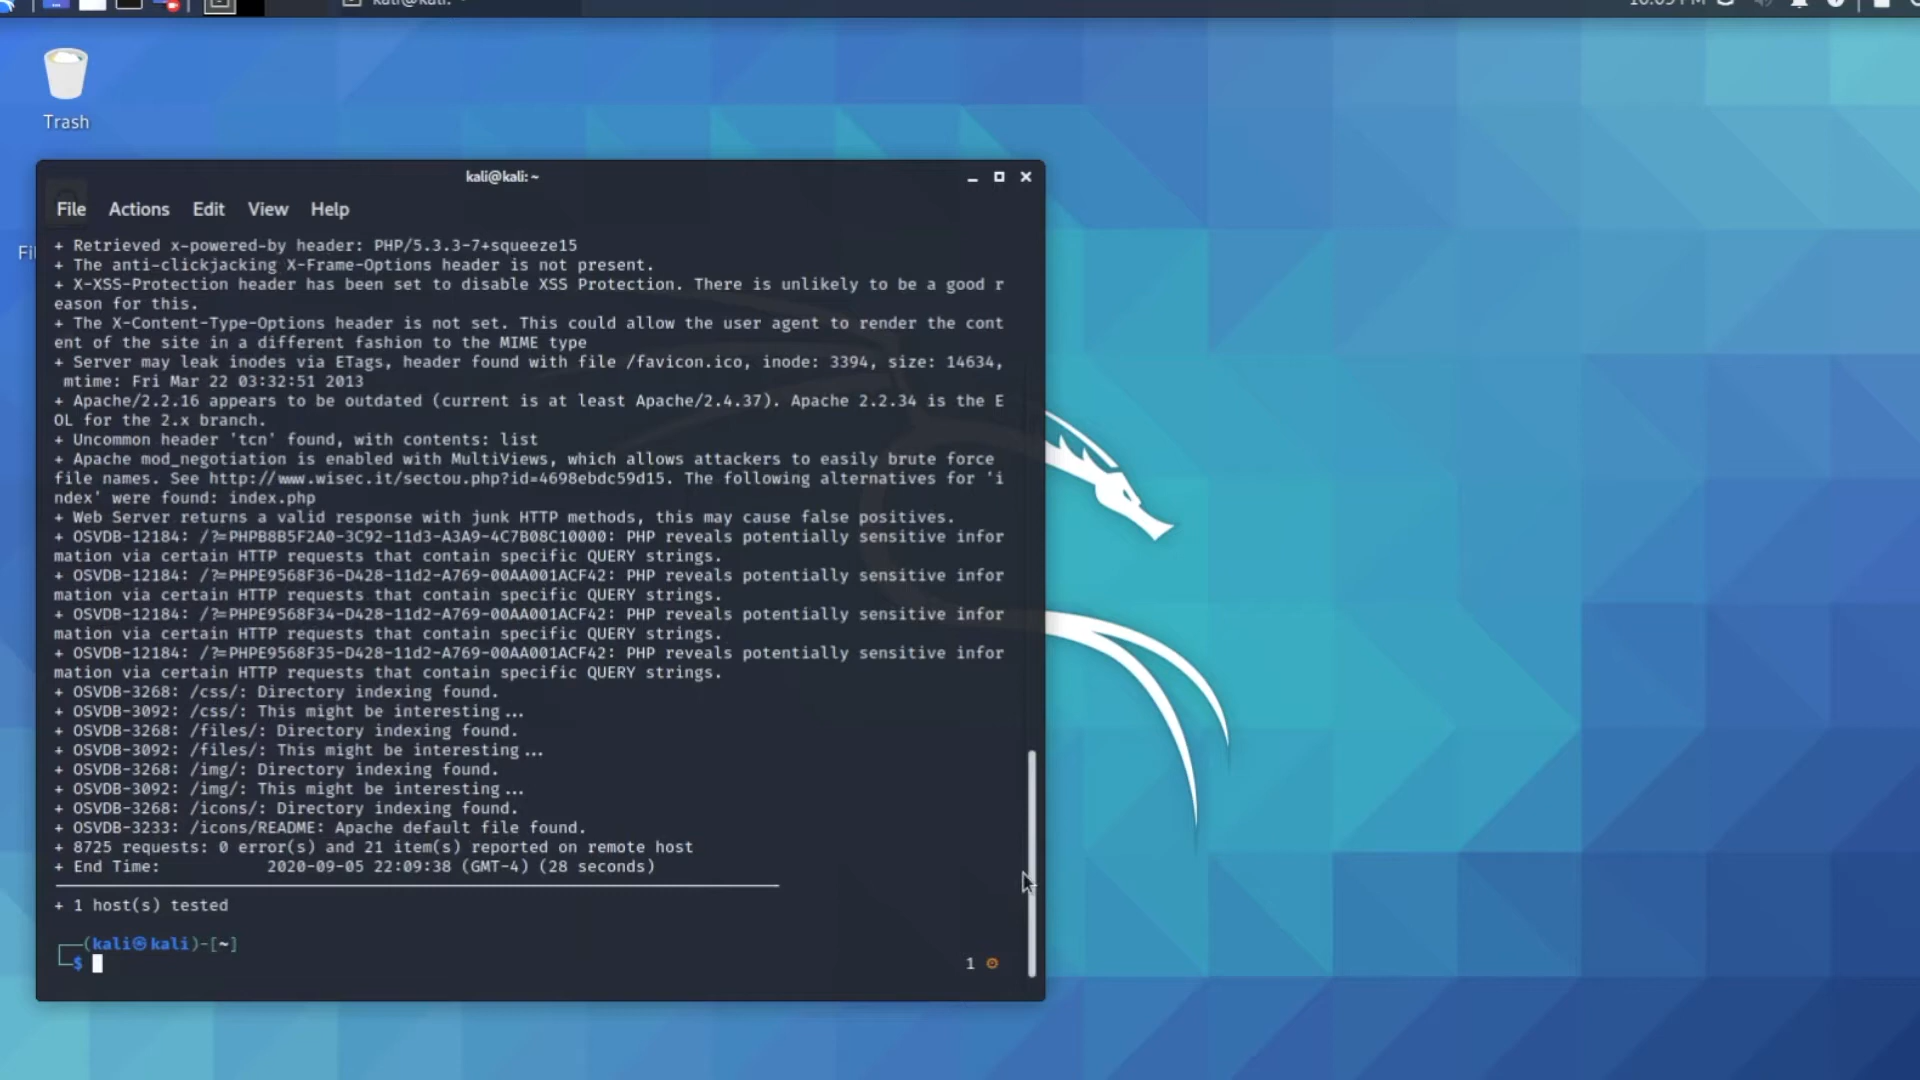 kali@kali: ~
Trash
kali@kali: ~
File Actions Edit View Help
Fil
+ Retrieved x-powered-by header: PHP/5.3.3-7+squeeze15
+ The anti-clickjacking X-Frame-Options header is not present.
+ X-XSS-Protection header has been set to disable XSS Protection. There is unlikely to be a good r
eason for this.
+ The X-Content-Type-Options header is not set. This could allow the user agent to render the cont
ent of the site in a different fashion to the MIME type
+ Server may leak inodes via ETags, header found with file /favicon.ico, inode: 3394, size: 14634,
 mtime: Fri Mar 22 03:32:51 2013
+ Apache/2.2.16 appears to be outdated (current is at least Apache/2.4.37). Apache 2.2.34 is the E
OL for the 2.x branch.
+ Uncommon header 'tcn' found, with contents: list
+ Apache mod_negotiation is enabled with MultiViews, which allows attackers to easily brute force
file names. See http://www.wisec.it/sectou.php?id=4698ebdc59d15. The following alternatives for 'i
ndex' were found: index.php
+ Web Server returns a valid response with junk HTTP methods, this may cause false positives.
+ OSVDB-12184: /?=PHPB8B5F2A0-3C92-11d3-A3A9-4C7B08C10000: PHP reveals potentially sensitive infor
mation via certain HTTP requests that contain specific QUERY strings.
+ OSVDB-12184: /?=PHPE9568F36-D428-11d2-A769-00AA001ACF42: PHP reveals potentially sensitive infor
mation via certain HTTP requests that contain specific QUERY strings.
+ OSVDB-12184: /?=PHPE9568F34-D428-11d2-A769-00AA001ACF42: PHP reveals potentially sensitive infor
mation via certain HTTP requests that contain specific QUERY strings.
+ OSVDB-12184: /?=PHPE9568F35-D428-11d2-A769-00AA001ACF42: PHP reveals potentially sensitive infor
mation via certain HTTP requests that contain specific QUERY strings.
+ OSVDB-3268: /css/: Directory indexing found.
+ OSVDB-3092: /css/: This might be interesting...
+ OSVDB-3268: /files/: Directory indexing found.
+ OSVDB-3092: /files/: This might be interesting...
+ OSVDB-3268: /img/: Directory indexing found.
+ OSVDB-3092: /img/: This might be interesting...
+ OSVDB-3268: /icons/: Directory indexing found.
+ OSVDB-3233: /icons/README: Apache default file found.
+ 8725 requests: 0 error(s) and 21 item(s) reported on remote host
+ End Time:           2020-09-05 22:09:38 (GMT-4) (28 seconds)
+ 1 host(s) tested
(kali㉿kali)-[~]
$
1